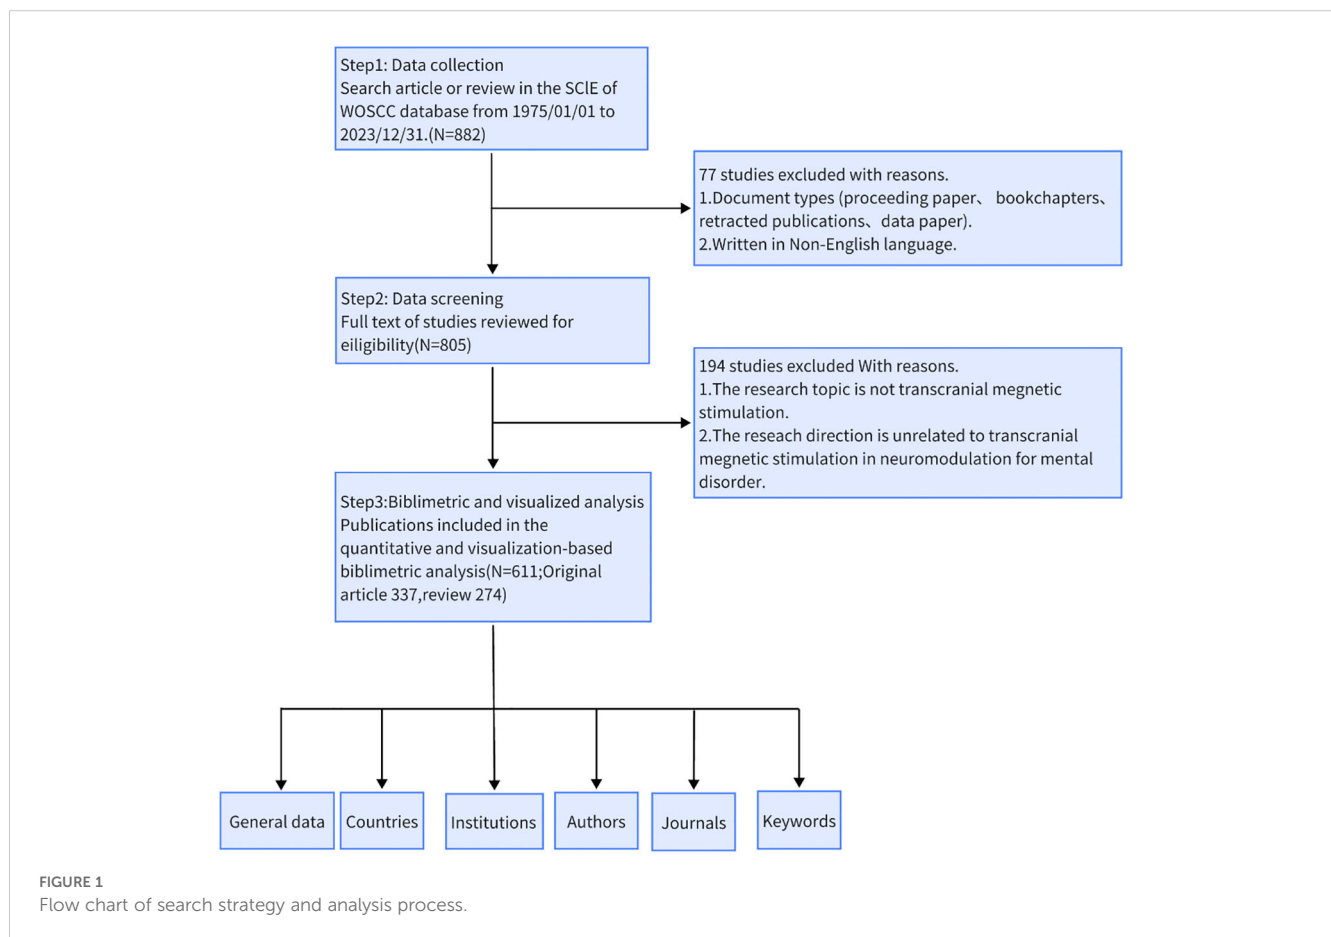 Step1: Data collection
Search article or review in the SClE of
WOSCC database from 1975/01/01 to
2023/12/31.(N=882)
77 studies excluded with reasons.
1.Document types (proceeding paper、 bookchapters、
retracted publications、data paper).
2.Written in Non-English language.
Step2: Data screening
Full text of studies reviewed for
eiligibility(N=805)
194 studies excluded With reasons.
1.The research topic is not transcranial megnetic
stimulation.
2.The reseach direction is unrelated to transcranial
megnetic stimulation in neuromodulation for mental
disorder.
Step3:Biblimetric and visualized analysis
Publications included in the
quantitative and visualization-based
biblimetric analysis(N=611;Original
article 337,review 274)
General data
Countries
Institutions
Authors
Journals
Keywords
FIGURE 1
Flow chart of search strategy and analysis process.